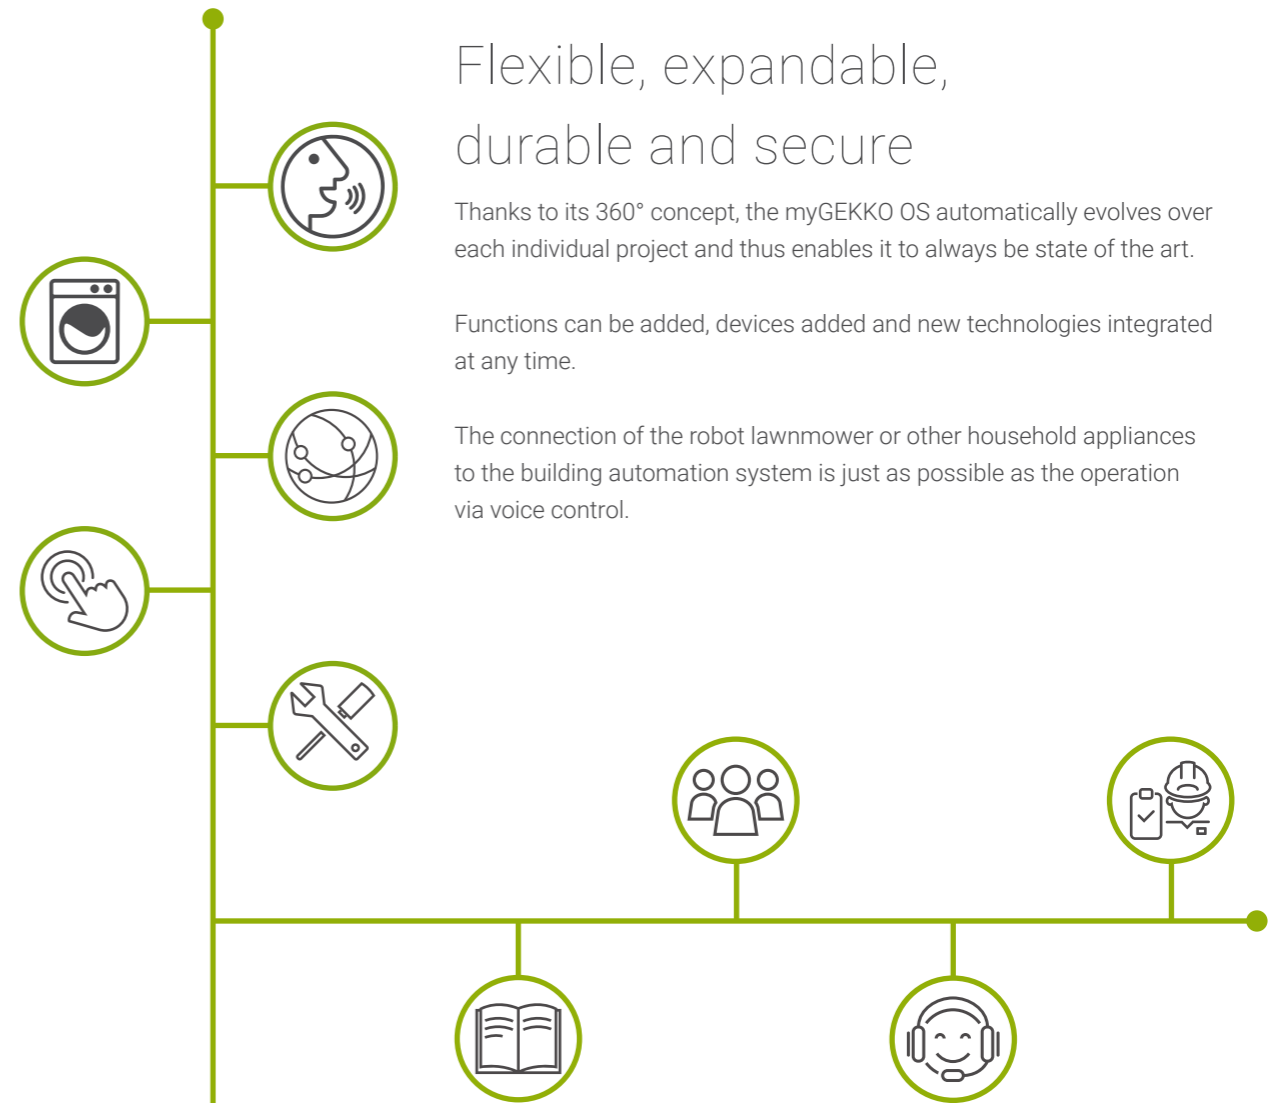 Flexible, expandable,
durable and secure
Thanks to its 360° concept, the myGEKKO OS automatically evolves over
each individual project and thus enables it to always be state of the art.
Functions can be added, devices added and new technologies integrated
at any time.
The connection of the robot lawnmower or other household appliances
to the building automation system is just as possible as the operation
via voice control.